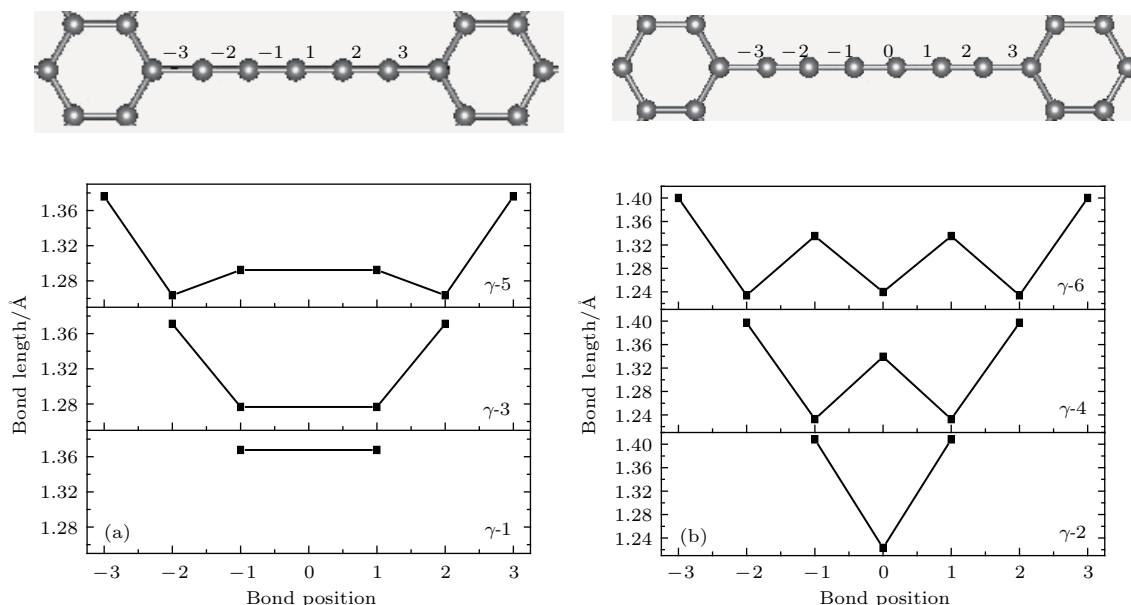 −3 −2 −1 1 2 3
−3 −2 −1 0 1 2 3
Bond length/Å
1.36
1.32
1.28
γ-5
1.36
1.32
1.28
γ-3
1.36
1.32
1.28
(a)
γ-1
−3 −2 −1 0 1 2 3
Bond position
Bond length/Å
1.40
1.36
1.32
1.28
1.24
γ-6
1.40
1.36
1.32
1.28
1.24
γ-4
1.40
1.36
1.32
1.28
1.24
(b)
γ-2
−3 −2 −1 0 1 2 3
Bond position